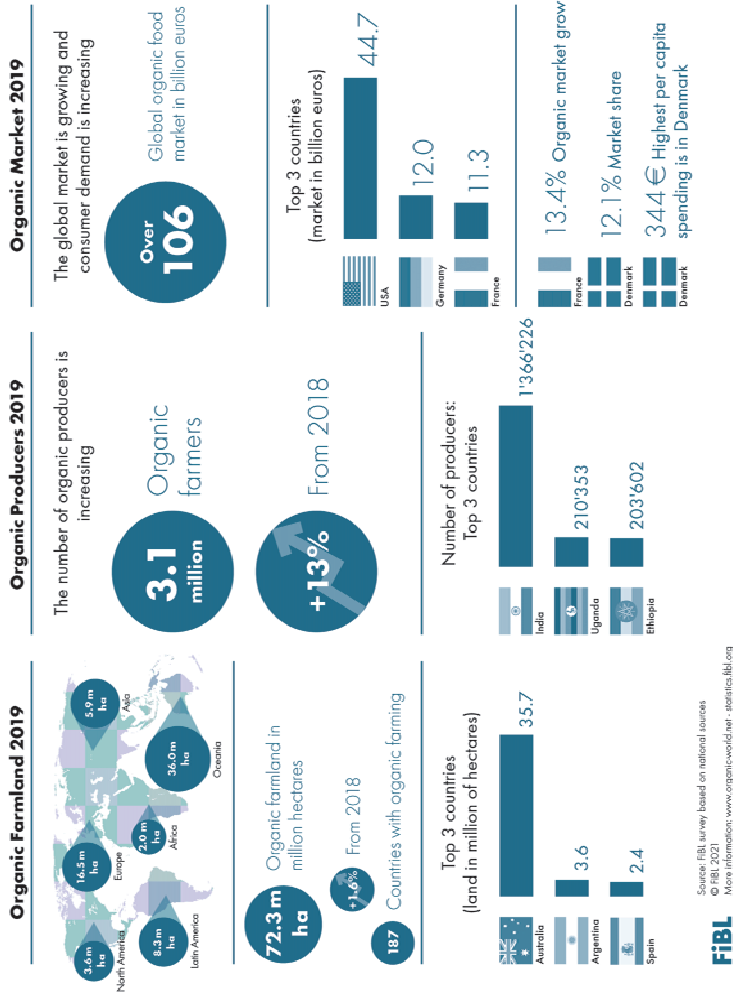 Organic Farmland 2019
3.6 m
ha
North America
16.5 m
ha
Europe
5.9 m
ha
Asia
8.3 m
ha
Latin America
2.0 m
ha
Africa
36.0 m
ha
Oceania
72.3 m
ha
Organic farmland in
million hectares
+1.6%
From 2018
187
Countries with organic farming
Top 3 countries
(land in million of hectares)
Australia
35.7
Argentina
3.6
Spain
2.4
Organic Producers 2019
The number of organic producers is
increasing
3.1
million
Organic
farmers
+13%
From 2018
Number of producers:
Top 3 countries
India
1'366'226
Uganda
210'353
Ethiopia
203'602
Organic Market 2019
The global market is growing and
consumer demand is increasing
Over
106
Global organic food
market in billion euros
Top 3 countries
(market in billion euros)
USA
44.7
Germany
12.0
France
11.3
France
13.4% Organic market grow
Denmark
12.1% Market share
Denmark
344 € Highest per capita
spending is in Denmark
FiBL
Source: FiBL survey based on national sources
© FiBL 2021
More information: www.organic-world.net - statistics.fibl.org